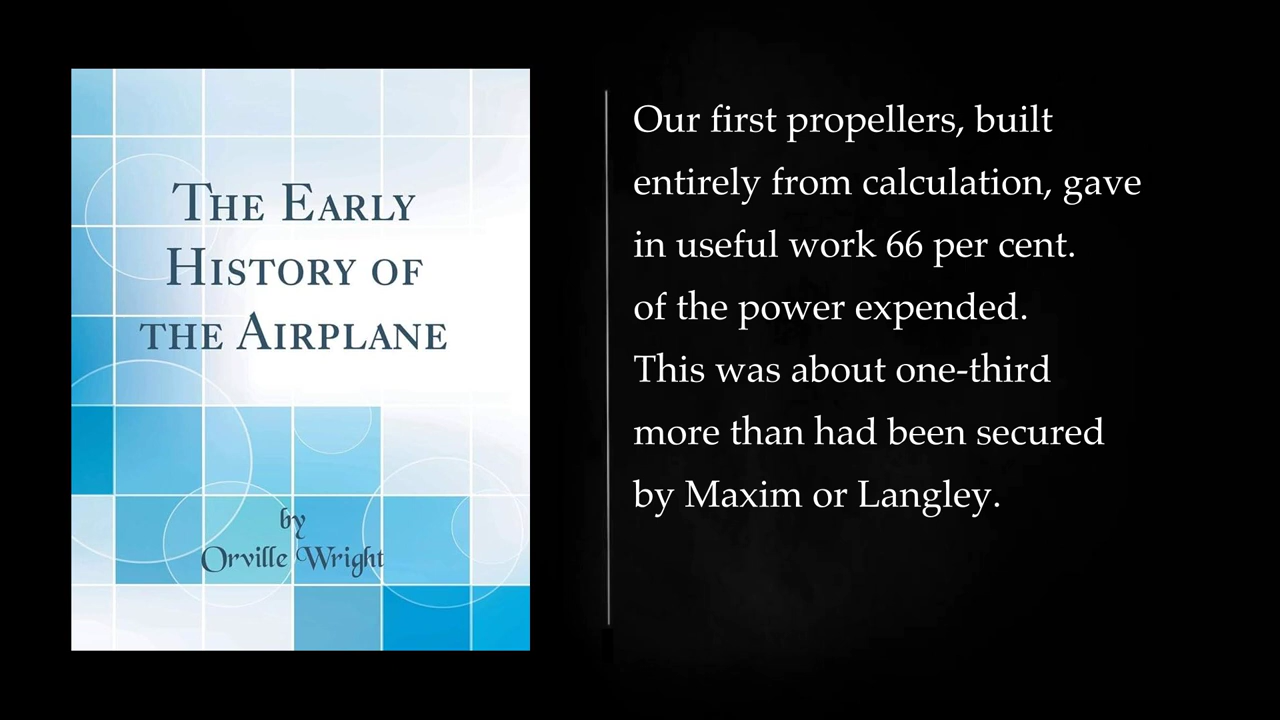 The Early
History of
the Airplane
by
Orville Wright
Our first propellers, built
entirely from calculation, gave
in useful work 66 per cent.
of the power expended.
This was about one-third
more than had been secured
by Maxim or Langley.